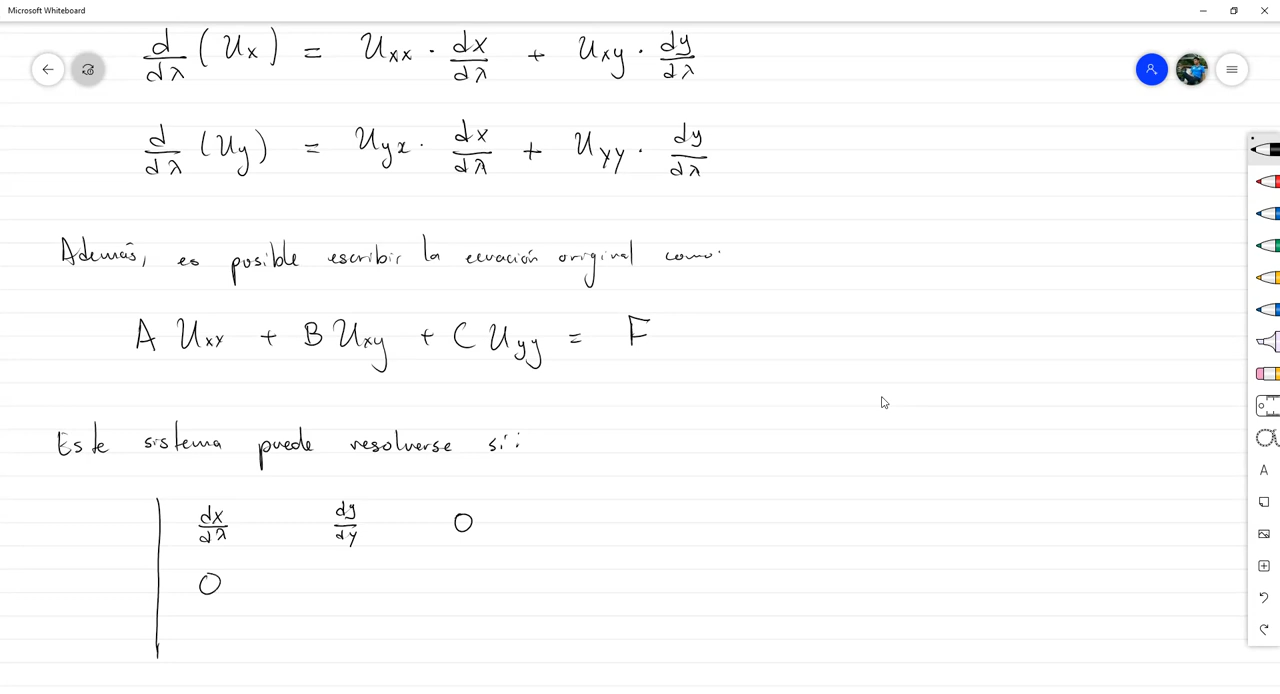 Microsoft Whiteboard
d/dλ (Ux) = Uxx · dx/dλ + Uxy · dy/dλ
d/dλ (Uy) = Uyx · dx/dλ + Uyy · dy/dλ
Además, es posible escribir la ecuación original como:
A Uxx + B Uxy + C Uyy = F
Este sistema puede resolverse si:
dx/dλ dy/dy 0
0
A